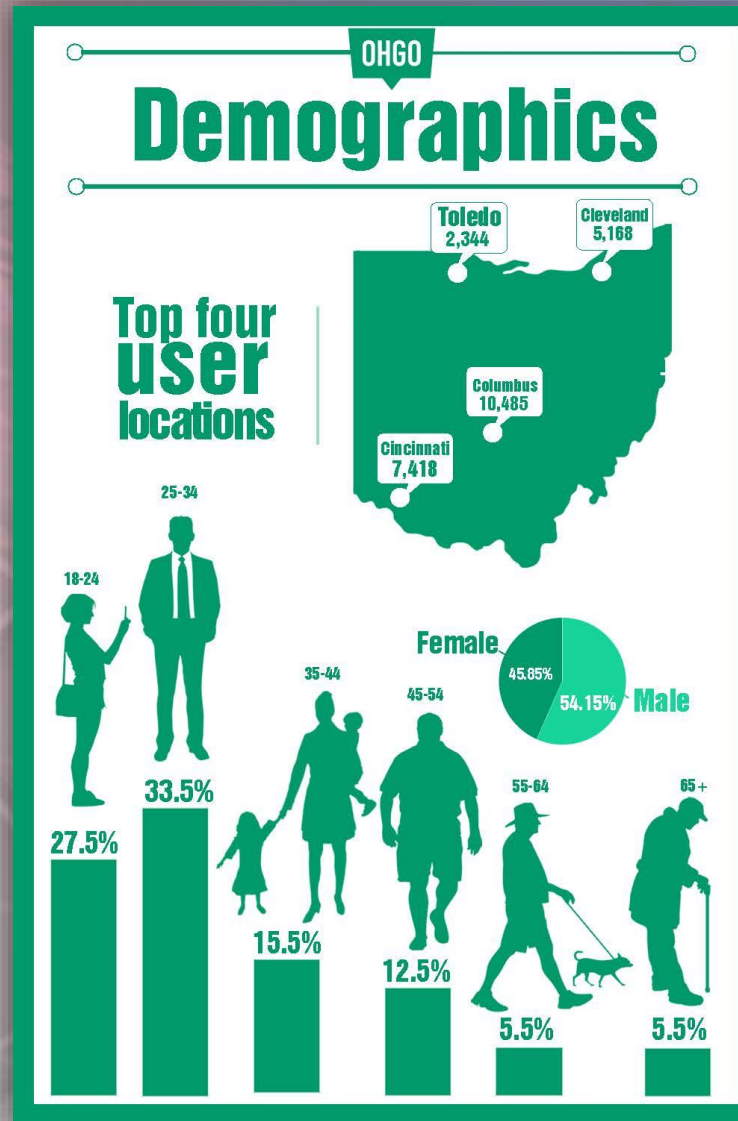 OHGO
Demographics
Toledo
2,344
Cleveland
5,168
Top four
user
locations
Columbus
10,485
Cincinnati
7,418
25-34
18-24
Female
45.85%
54.15%
Male
35-44
45-54
55-64
65+
33.5%
27.5%
15.5%
12.5%
5.5%
5.5%